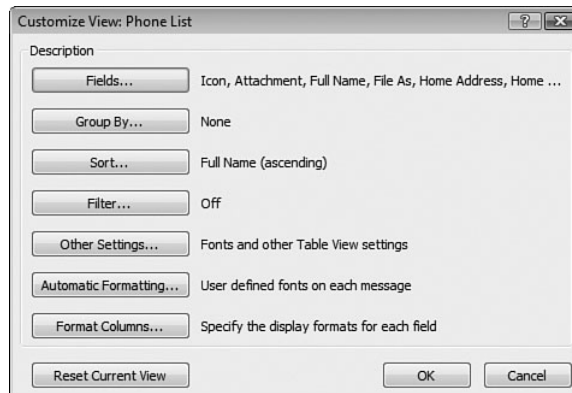 Customize View: Phone List
Description
Fields... Icon, Attachment, Full Name, File As, Home Address, Home ...
Group By... None
Sort... Full Name (ascending)
Filter... Off
Other Settings... Fonts and other Table View settings
Automatic Formatting... User defined fonts on each message
Format Columns... Specify the display formats for each field
Reset Current View OK Cancel